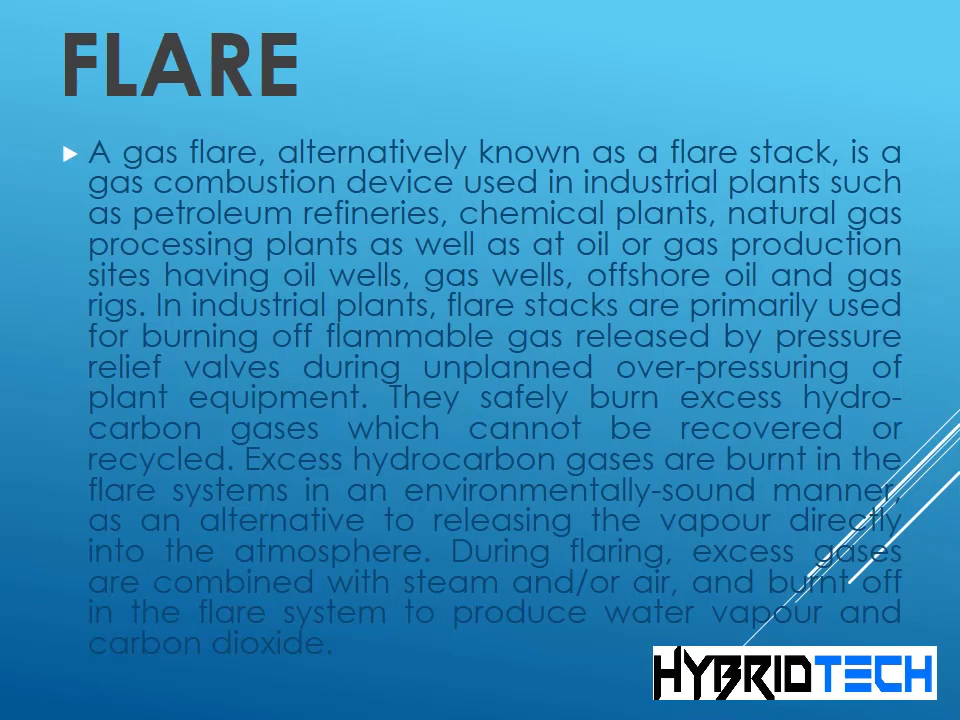 FLARE
A gas flare, alternatively known as a flare stack, is a
gas combustion device used in industrial plants such
as petroleum refineries, chemical plants, natural gas
processing plants as well as at oil or gas production
sites having oil wells, gas wells, offshore oil and gas
rigs. In industrial plants, flare stacks are primarily used
for burning off flammable gas released by pressure
relief valves during unplanned over-pressuring of
plant equipment. They safely burn excess hydro-
carbon gases which cannot be recovered or
recycled. Excess hydrocarbon gases are burnt in the
flare systems in an environmentally-sound manner,
as an alternative to releasing the vapour directly
into the atmosphere. During flaring, excess gases
are combined with steam and/or air, and burnt off
in the flare system to produce water vapour and
carbon dioxide.
HYBRIDTECH